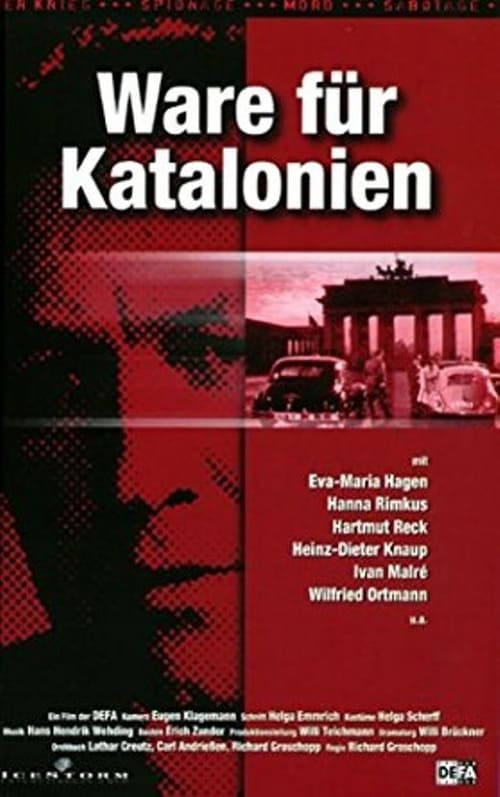 ER KRIEG ••• SPIONAGE ••• MORD ••• SABOTAGE •
Ware für
Katalonien
mit
Eva-Maria Hagen
Hanna Rimkus
Hartmut Reck
Heinz-Dieter Knaup
Ivan Malré
Wilfried Ortmann
u.a.
Ein Film der DEFA Kamera Eugen Klagemann Schnitt Helga Emmrich Kostüme Helga Scherff
Musik Hans Hendrik Wehding Bauten Erich Zander Produktionsleitung Willi Teichmann Dramaturg Willi Brückner
Drehbuch Lothar Creutz, Carl Andrießen, Richard Groschopp Regie Richard Groschopp
ICESTORM
DEFA